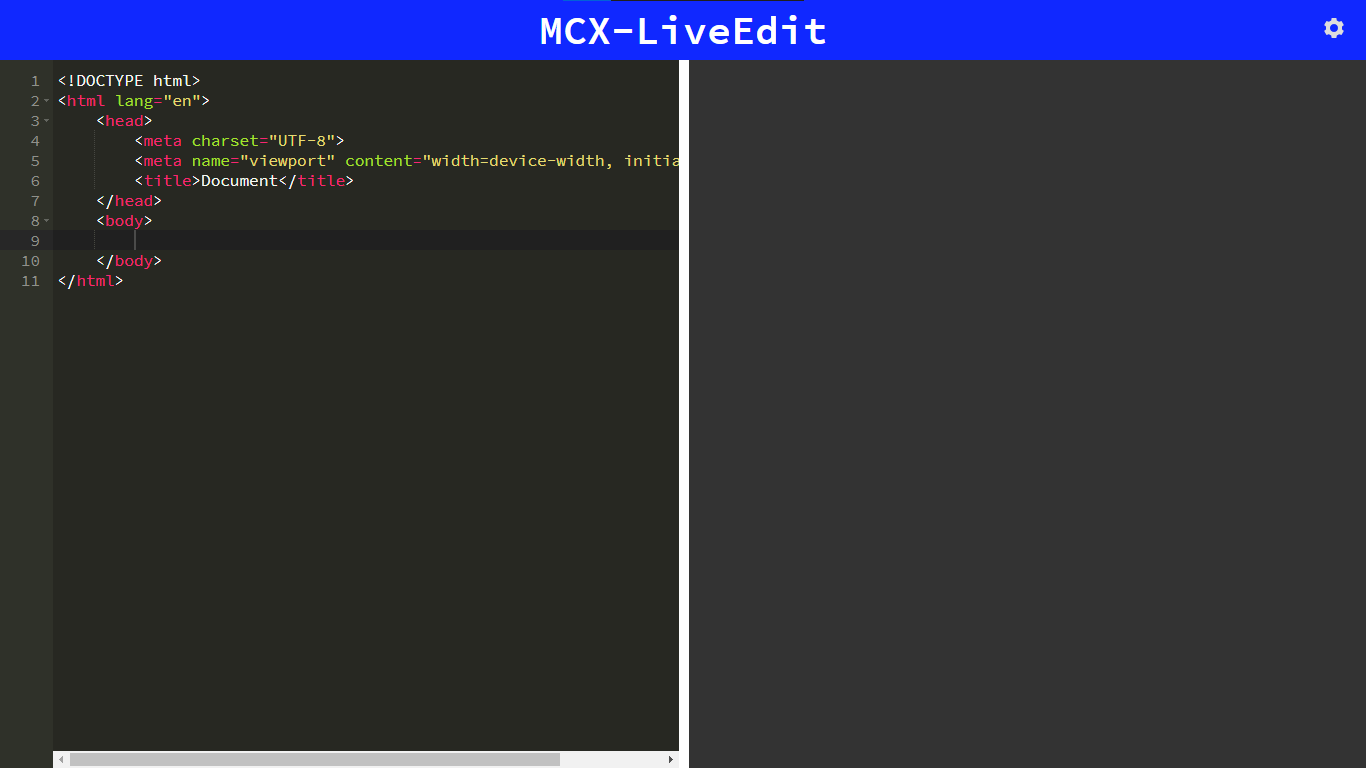 MCX-LiveEdit
1 <!DOCTYPE html>
2 <html lang="en">
3 <head>
4 <meta charset="UTF-8">
5 <meta name="viewport" content="width=device-width, initia
6 <title>Document</title>
7 </head>
8 <body>
9
10 </body>
11 </html>